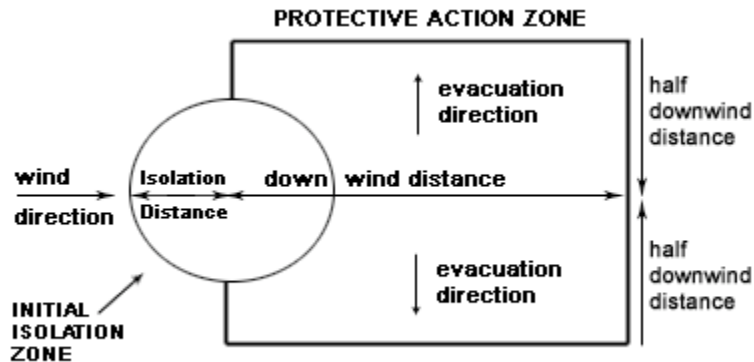 PROTECTIVE ACTION ZONE
evacuation
direction
half
downwind
distance
wind
direction
Isolation
Distance
down wind distance
evacuation
direction
half
downwind
distance
INITIAL
ISOLATION
ZONE